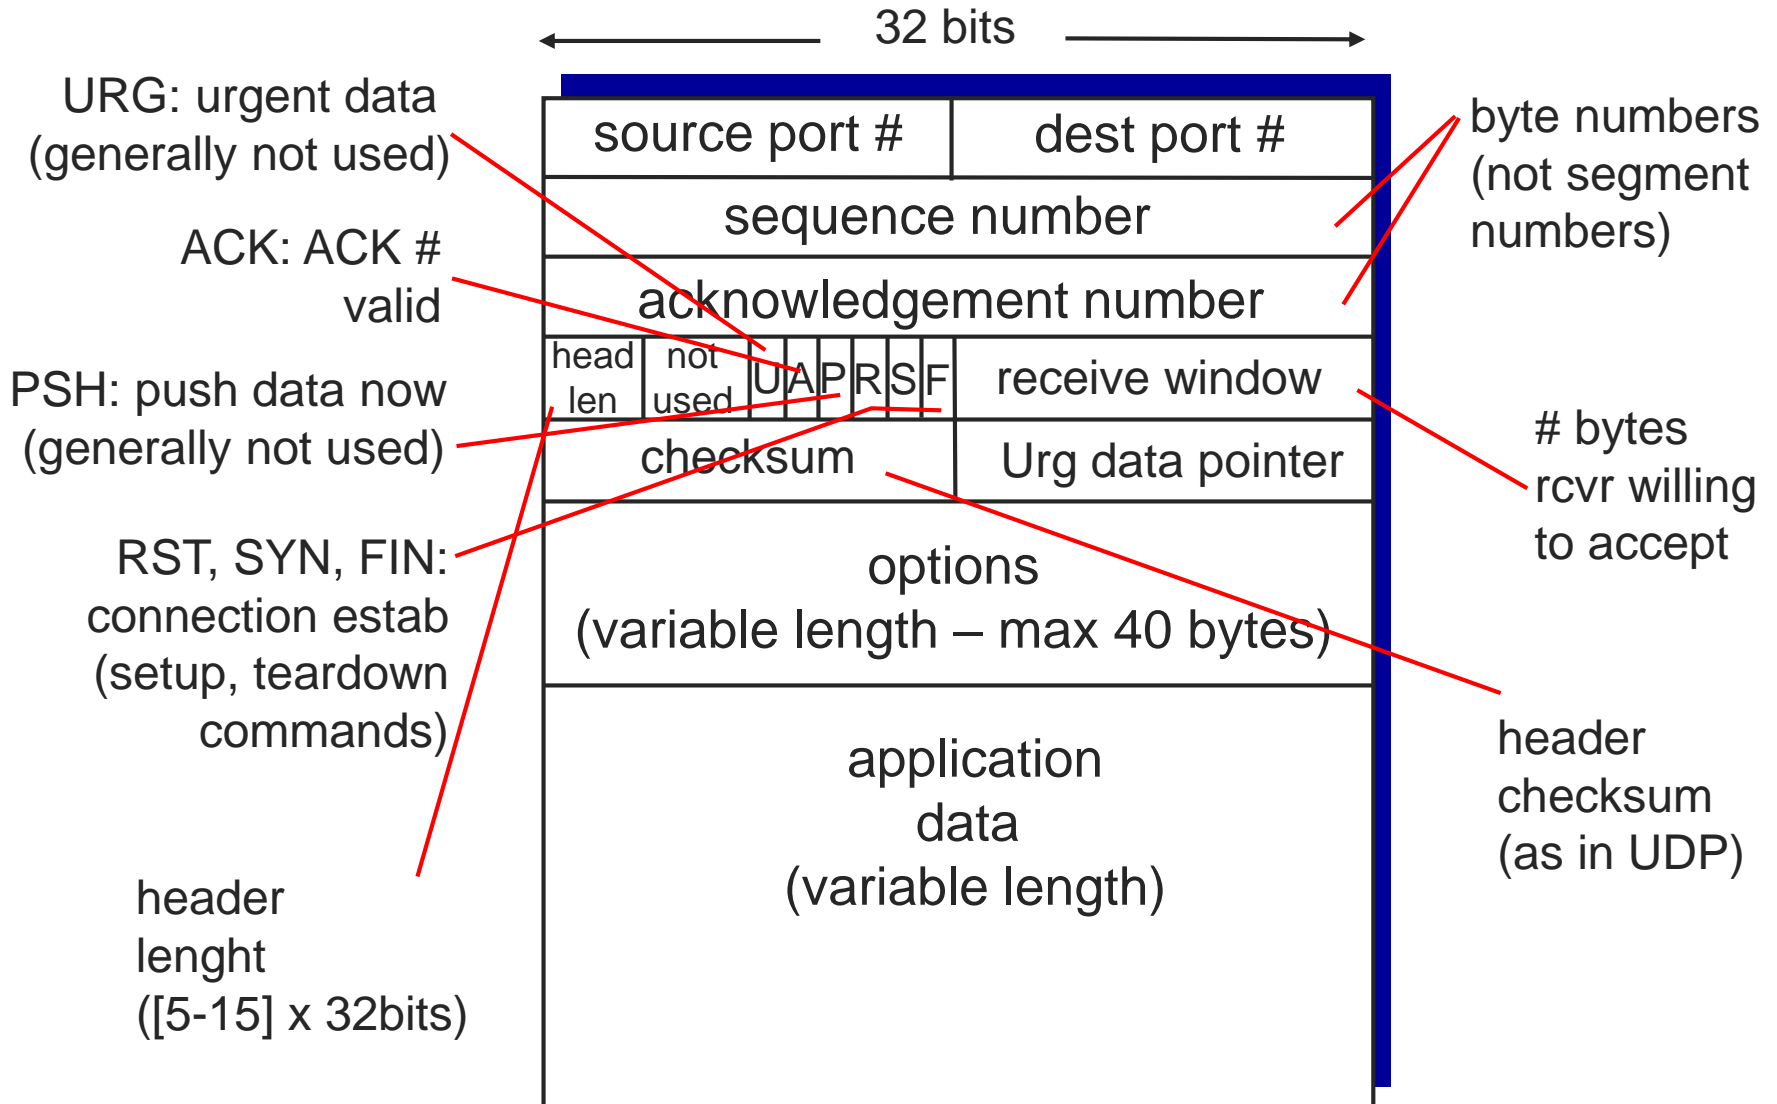 32 bits
URG: urgent data
(generally not used)
ACK: ACK #
valid
PSH: push data now
(generally not used)
RST, SYN, FIN:
connection estab
(setup, teardown
commands)
header
lenght
([5-15] x 32bits)
source port #
dest port #
sequence number
acknowledgement number
head
len
not
used
U
A
P
R
S
F
receive window
checksum
Urg data pointer
options
(variable length – max 40 bytes)
application
data
(variable length)
byte numbers
(not segment
numbers)
# bytes
rcvr willing
to accept
header
checksum
(as in UDP)